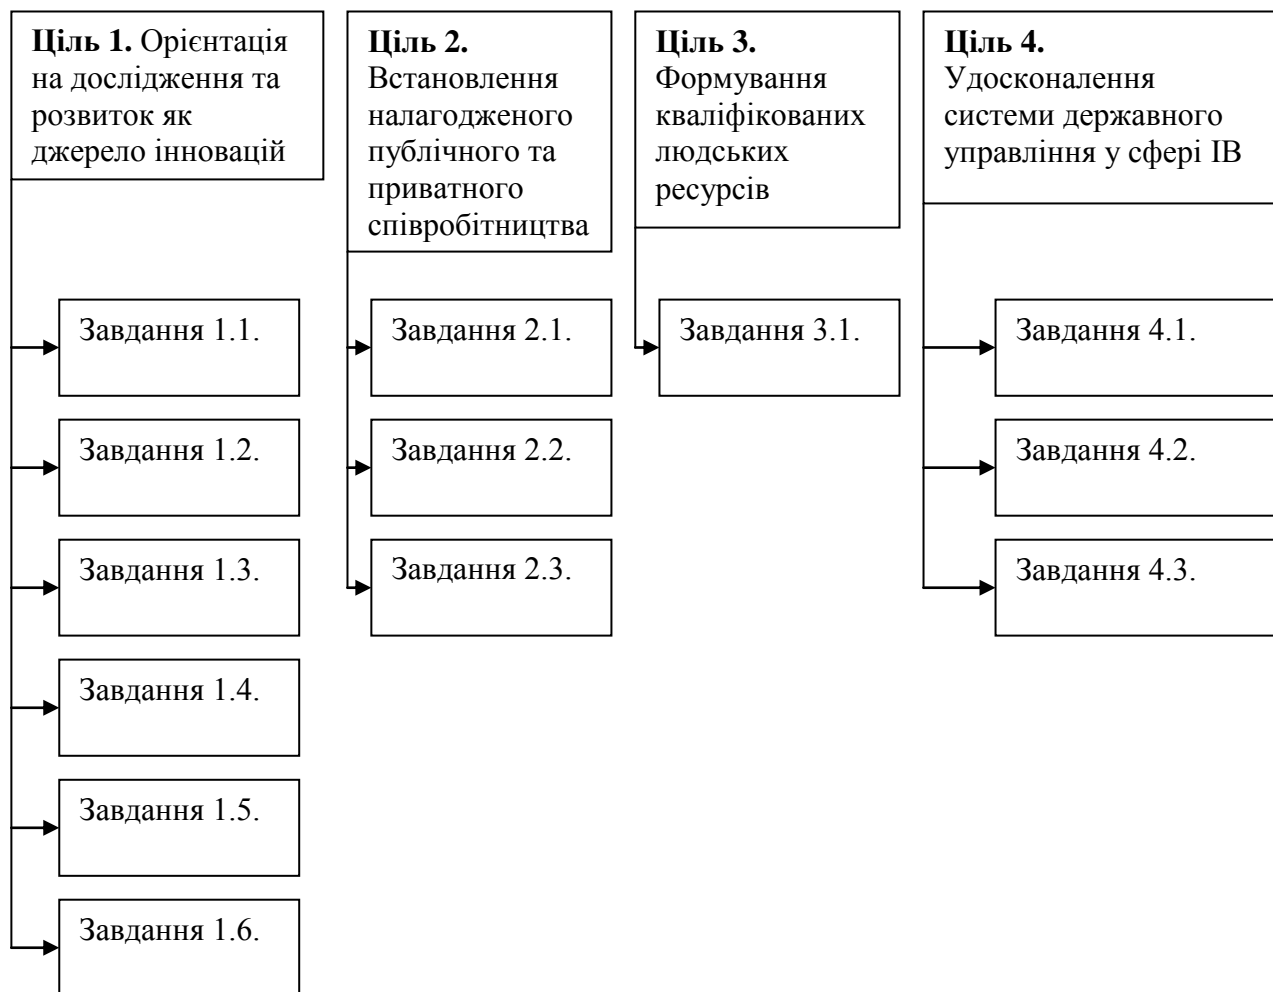 Ціль 1. Орієнтація
на дослідження та
розвиток як
джерело інновацій
Ціль 2.
Встановлення
налагодженого
публічного та
приватного
співробітництва
Ціль 3.
Формування
кваліфікованих
людських
ресурсів
Ціль 4.
Удосконалення
системи державного
управління у сфері ІВ
Завдання 1.1.
Завдання 2.1.
Завдання 3.1.
Завдання 4.1.
Завдання 1.2.
Завдання 2.2.
Завдання 4.2.
Завдання 1.3.
Завдання 2.3.
Завдання 4.3.
Завдання 1.4.
Завдання 1.5.
Завдання 1.6.